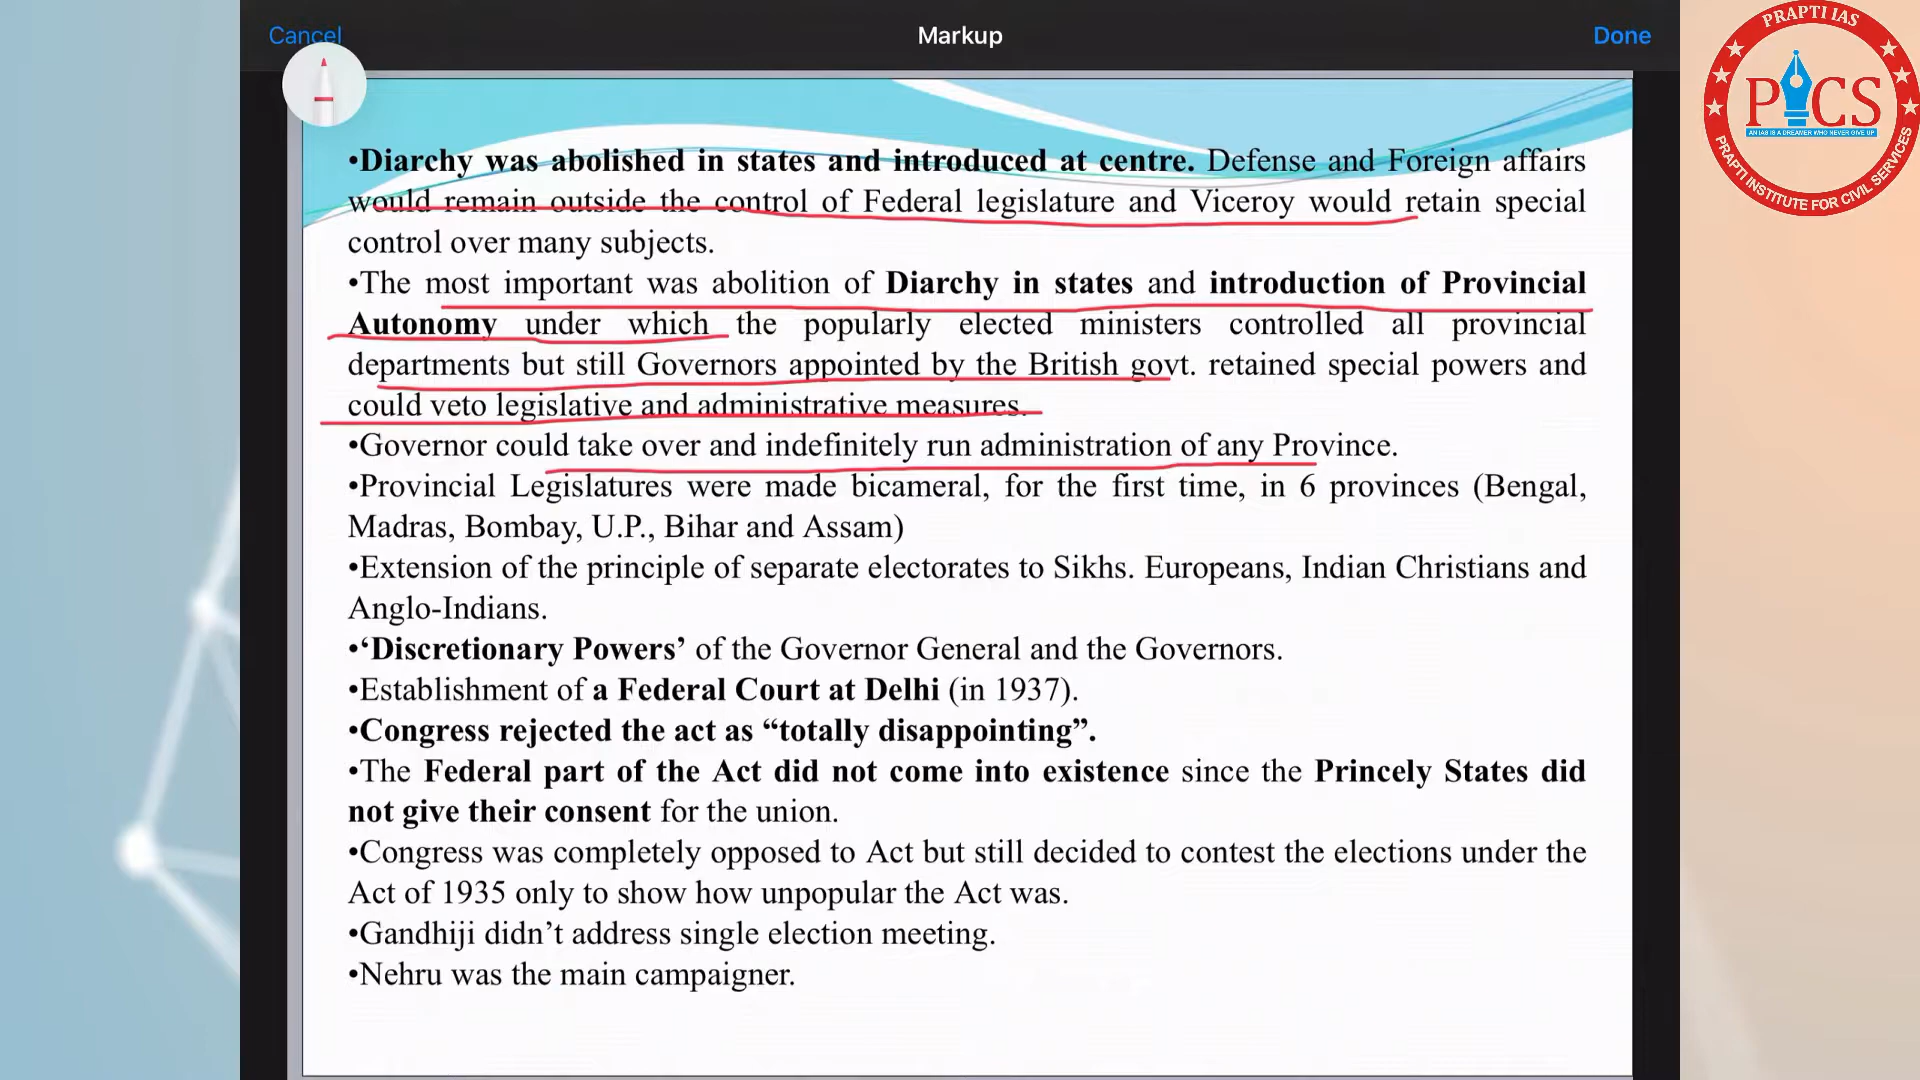 Cancel
Markup
Done
PRAPTI IAS
PICS
AN IAS IS A DREAMER WHO NEVER GIVE UP
PRAPTI INSTITUTE FOR CIVIL SERVICES
•Diarchy was abolished in states and introduced at centre. Defense and Foreign affairs
would remain outside the control of Federal legislature and Viceroy would retain special
control over many subjects.
•The most important was abolition of Diarchy in states and introduction of Provincial
Autonomy under which the popularly elected ministers controlled all provincial
departments but still Governors appointed by the British govt. retained special powers and
could veto legislative and administrative measures.
•Governor could take over and indefinitely run administration of any Province.
•Provincial Legislatures were made bicameral, for the first time, in 6 provinces (Bengal,
Madras, Bombay, U.P., Bihar and Assam)
•Extension of the principle of separate electorates to Sikhs. Europeans, Indian Christians and
Anglo-Indians.
•‘Discretionary Powers’ of the Governor General and the Governors.
•Establishment of a Federal Court at Delhi (in 1937).
•Congress rejected the act as “totally disappointing”.
•The Federal part of the Act did not come into existence since the Princely States did
not give their consent for the union.
•Congress was completely opposed to Act but still decided to contest the elections under the
Act of 1935 only to show how unpopular the Act was.
•Gandhiji didn’t address single election meeting.
•Nehru was the main campaigner.